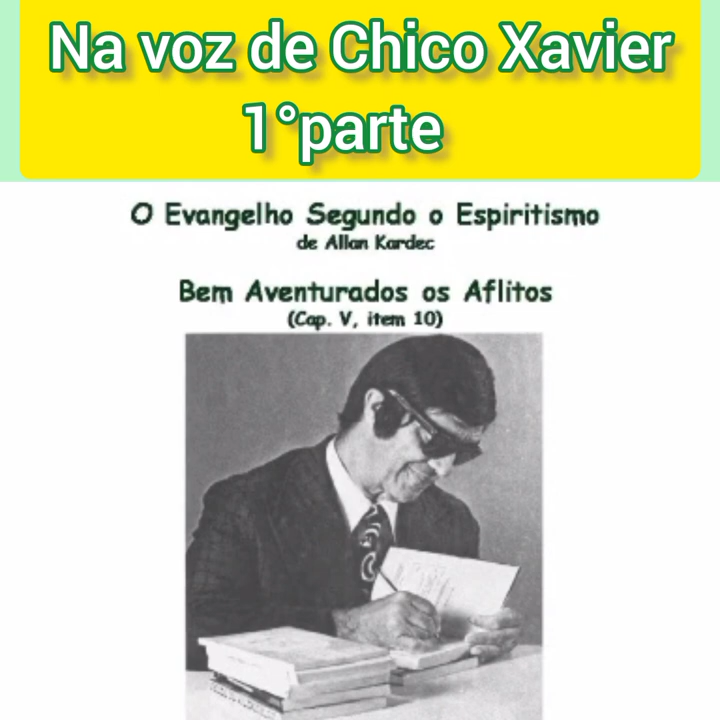 Na voz de Chico Xavier
1°parte
O Evangelho Segundo o Espiritismo
de Allan Kardec
Bem Aventurados os Aflitos
(Cap. V, item 10)